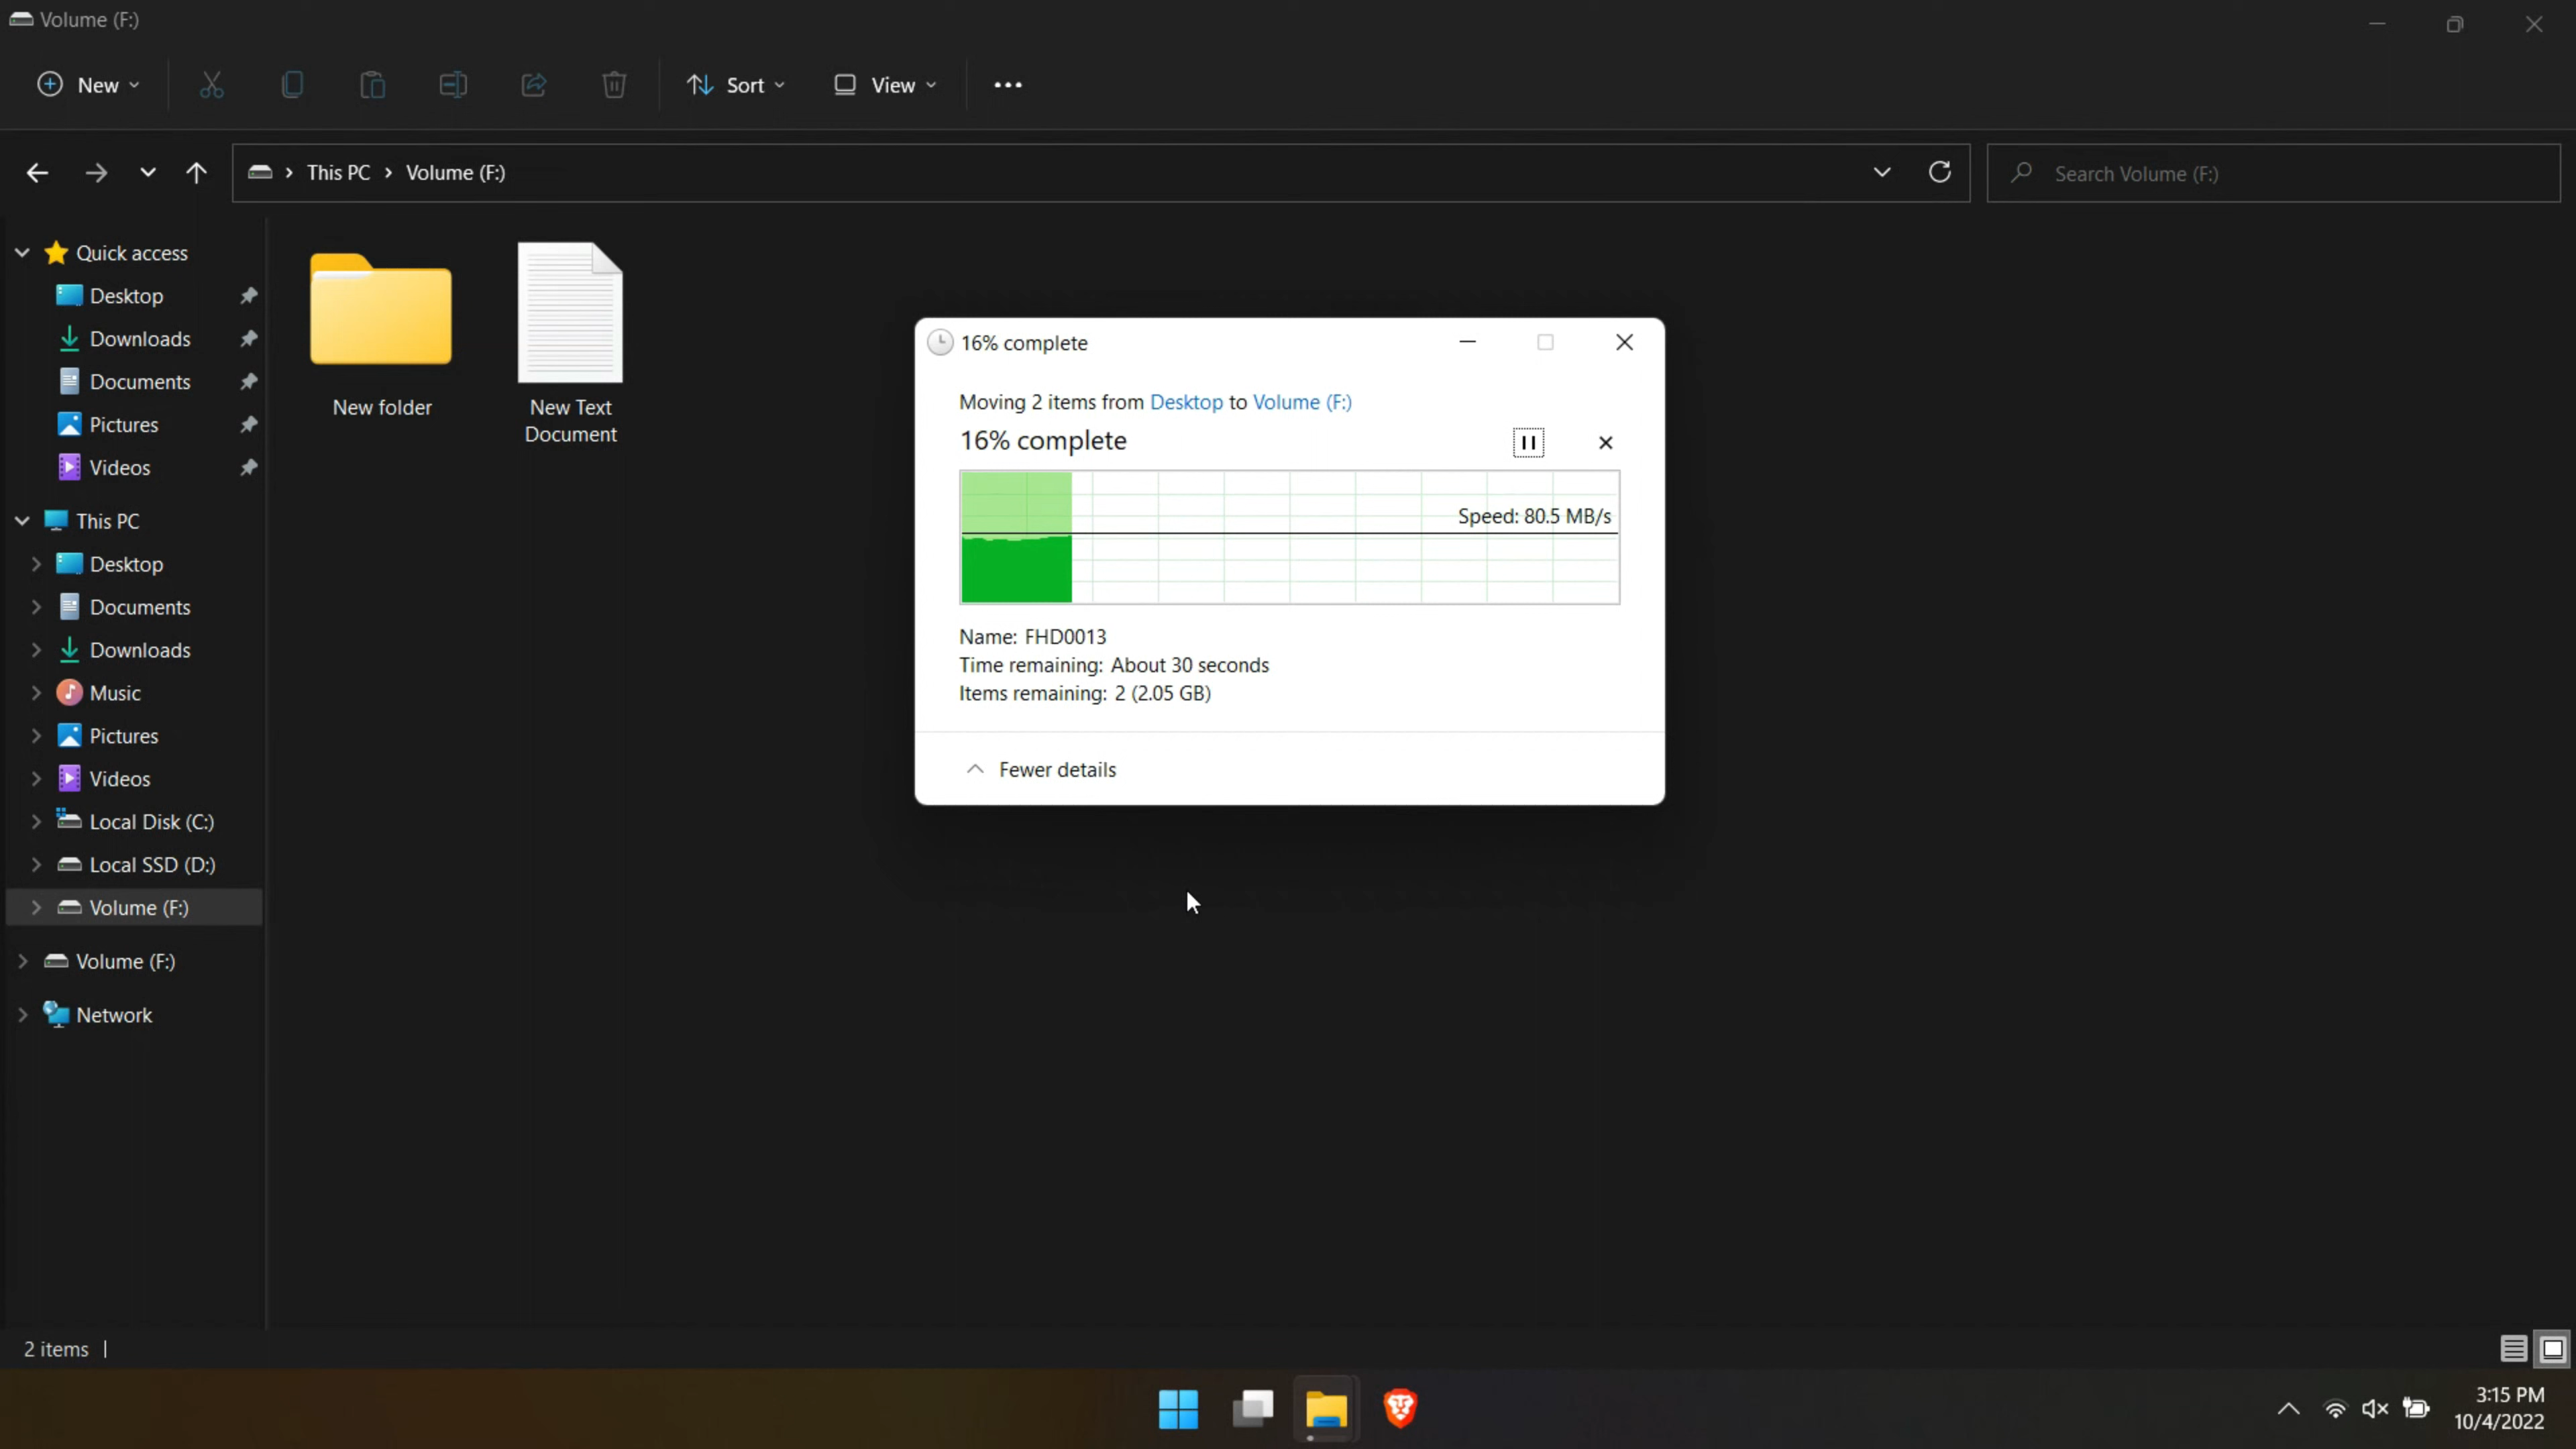 Volume (F:)
New
Sort
View
This PC
Volume (F:)
Search Volume (F:)
Quick access
Desktop
Downloads
Documents
Pictures
Videos
This PC
Desktop
Documents
Downloads
Music
Pictures
Videos
Local Disk (C:)
Local SSD (D:)
Volume (F:)
Volume (F:)
Network
New folder
New Text
Document
16% complete
Moving 2 items from Desktop to Volume (F:)
16% complete
Speed: 80.5 MB/s
Name: FHD0013
Time remaining: About 30 seconds
Items remaining: 2 (2.05 GB)
Fewer details
2 items
3:15 PM
10/4/2022